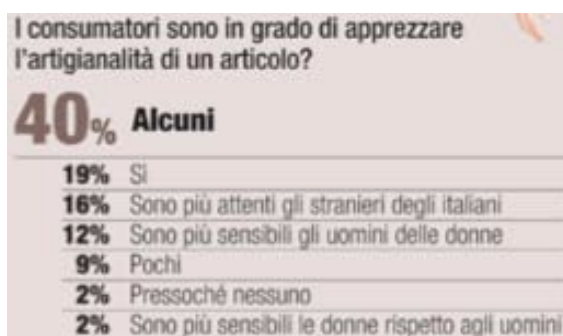 I consumatori sono in grado di apprezzare
l'artigianalità di un articolo?
40% Alcuni
19% Sì
16% Sono più attenti gli stranieri degli italiani
12% Sono più sensibili gli uomini delle donne
9% Pochi
2% Pressoché nessuno
2% Sono più sensibili le donne rispetto agli uomini